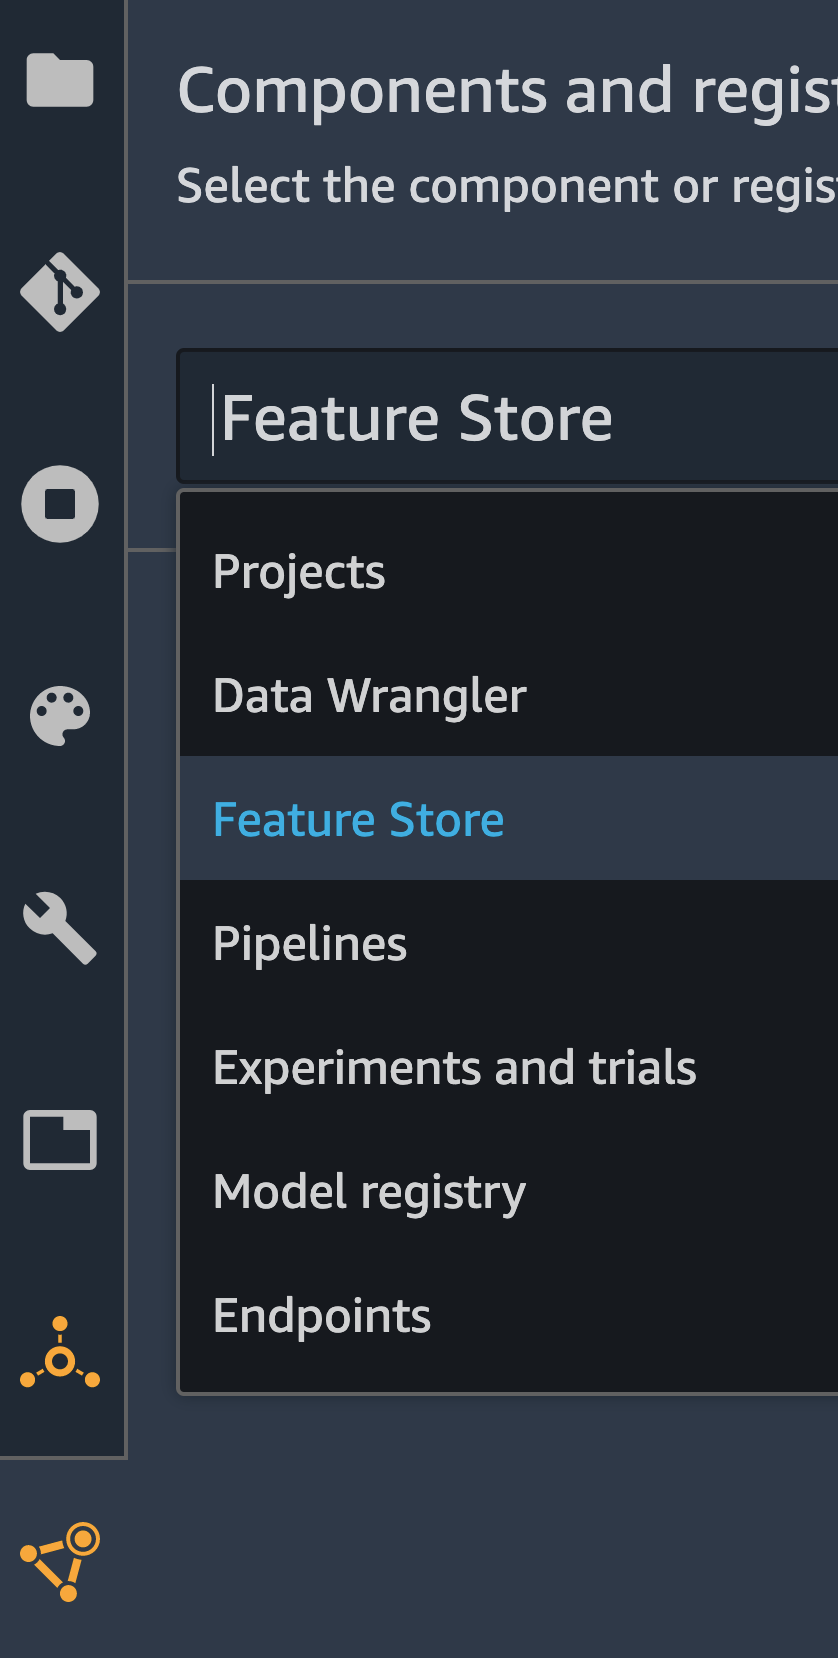 Components and regist
Select the component or regis
Feature Store
Projects
Data Wrangler
Feature Store
Pipelines
Experiments and trials
Model registry
Endpoints